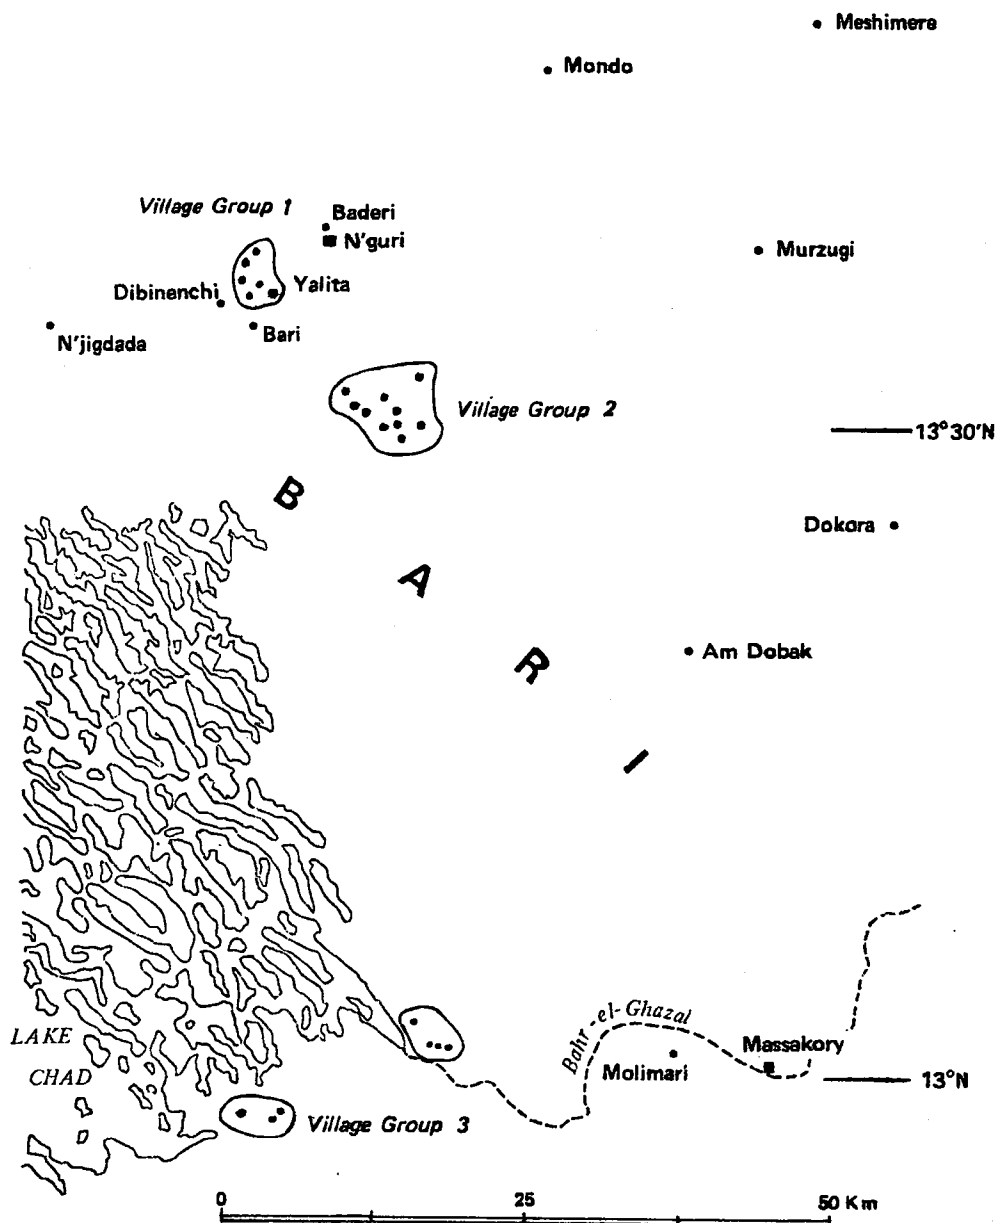 Meshimere
Mondo
Village Group 1
Baderi
N'guri
Murzugi
Yalita
Dibinenchi
Bari
N'jigdada
Village Group 2
13°30'N
B
Dokora
A
Am Dobak
R
I
Bahr-el-Ghazal
LAKE
Massakory
Molimari
CHAD
13°N
Village Group 3
0 25 50 Km